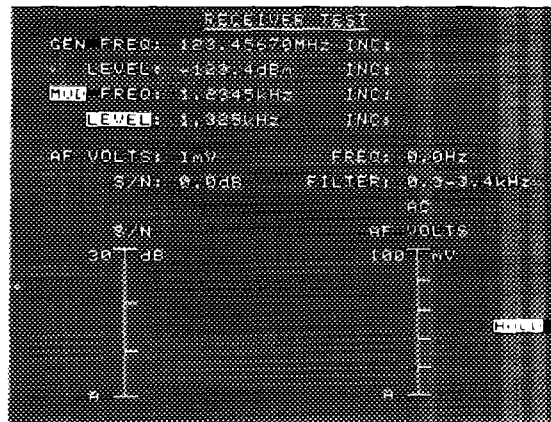 RECEIVER TEST
GEN FREQ: 123.45670MHz INC:
LEVEL: -123.4dBm INC:
MOD FREQ: 1.2345kHz INC:
LEVEL: 1.325kHz INC:
AF VOLTS: 1mV FREQ: 0.0Hz
S/N: 0.0dB FILTER: 0.3-3.4kHz
AC
S/N AF VOLTS
30 dB 100 mV
HOLD